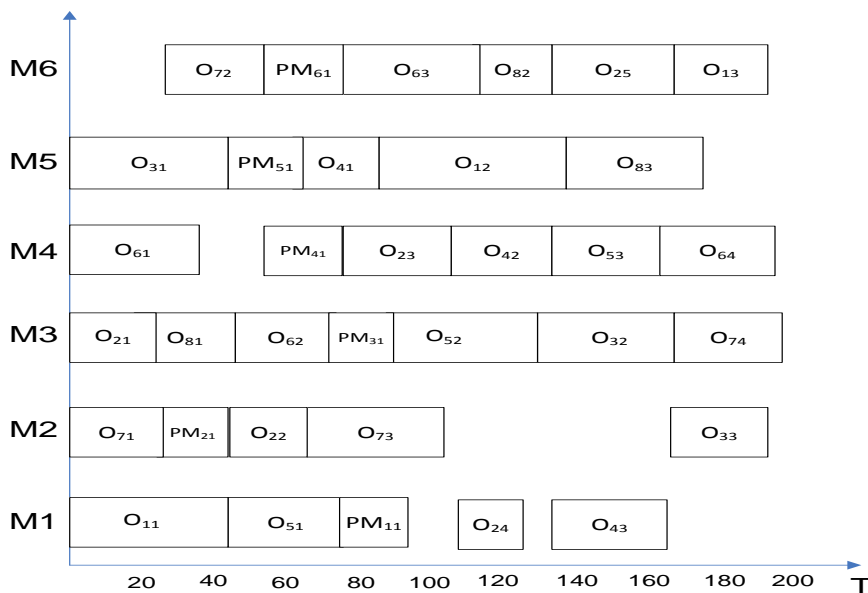 M6 O₇₂ PM₆₁ O₆₃ O₈₂ O₂₅ O₁₃
M5 O₃₁ PM₅₁ O₄₁ O₁₂ O₈₃
M4 O₆₁ PM₄₁ O₂₃ O₄₂ O₅₃ O₆₄
M3 O₂₁ O₈₁ O₆₂ PM₃₁ O₅₂ O₃₂ O₇₄
M2 O₇₁ PM₂₁ O₂₂ O₇₃ O₃₃
M1 O₁₁ O₅₁ PM₁₁ O₂₄ O₄₃
20 40 60 80 100 120 140 160 180 200 T